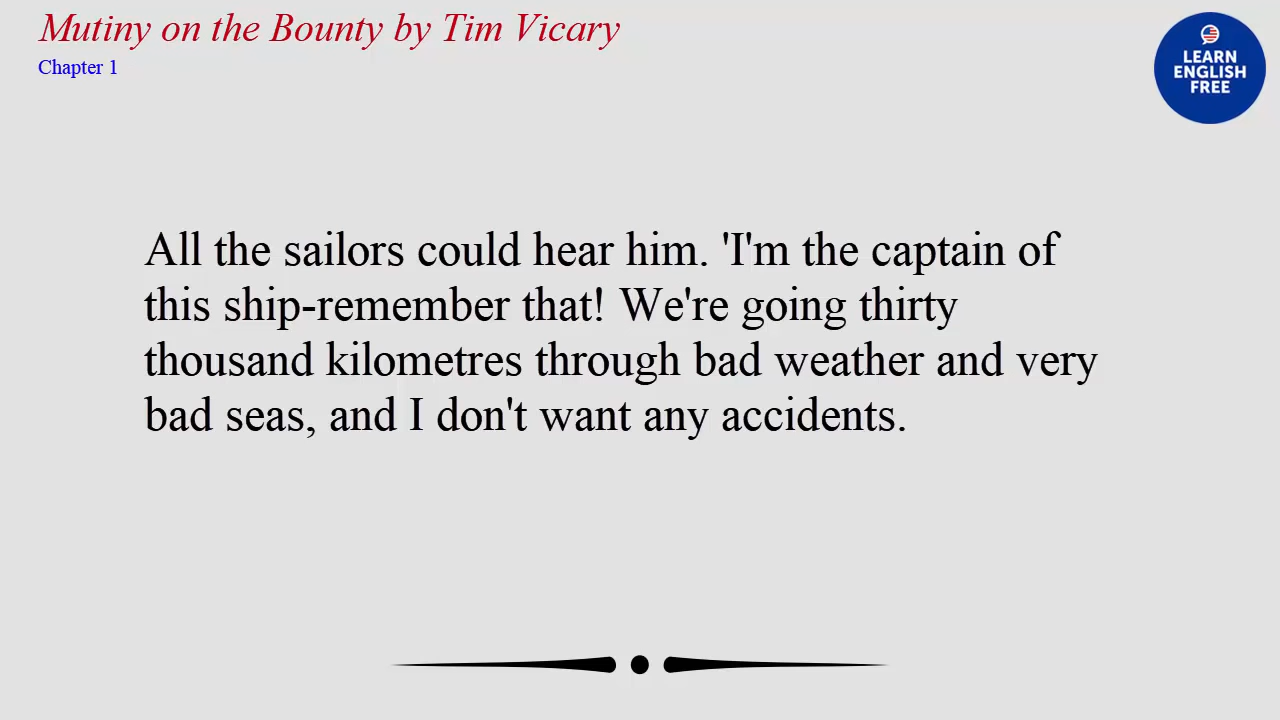 Mutiny on the Bounty by Tim Vicary
Chapter 1
LEARN
ENGLISH
FREE
All the sailors could hear him. 'I'm the captain of
this ship-remember that! We're going thirty
thousand kilometres through bad weather and very
bad seas, and I don't want any accidents.